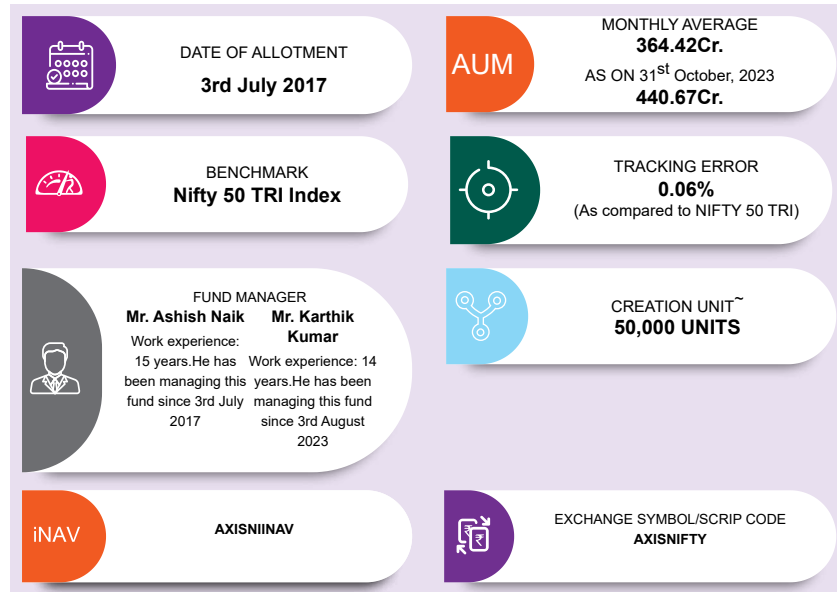 DATE OF ALLOTMENT
3rd July 2017
AUM
MONTHLY AVERAGE
364.42Cr.
AS ON 31st October, 2023
440.67Cr.
BENCHMARK
Nifty 50 TRI Index
TRACKING ERROR
0.06%
(As compared to NIFTY 50 TRI)
FUND MANAGER
Mr. Ashish Naik
Work experience:
15 years.He has
been managing this
fund since 3rd July
2017
Mr. Karthik
Kumar
Work experience: 14
years.He has been
managing this fund
since 3rd August
2023
CREATION UNIT~
50,000 UNITS
iNAV
AXISNIINAV
₹
₹
EXCHANGE SYMBOL/SCRIP CODE
AXISNIFTY